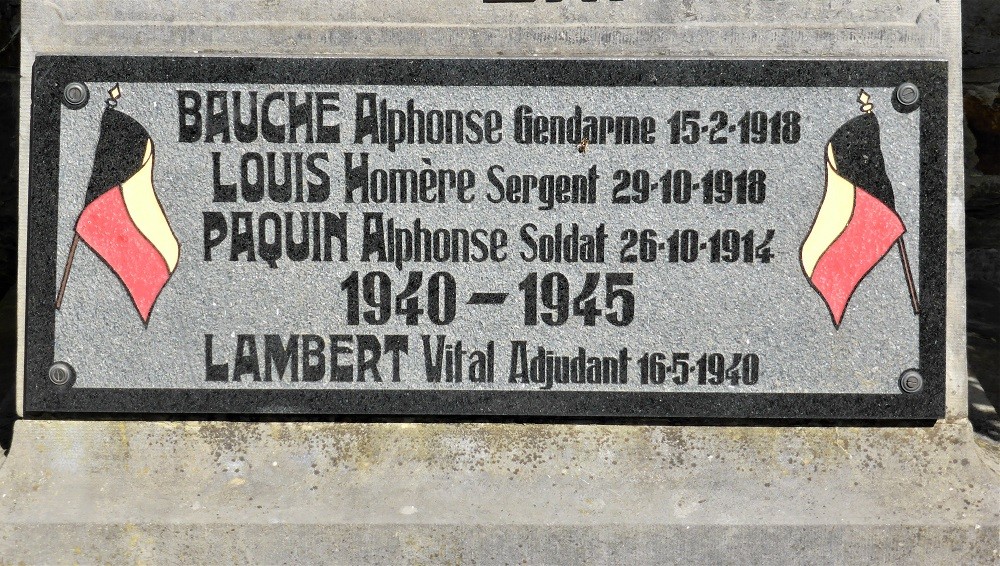 BAUCHE Alphonse Gendarme 15-2-1918
LOUIS Homère Sergent 29-10-1918
PAQUIN Alphonse Soldat 26-10-1914
1940 - 1945
LAMBERT Vital Adjudant 16-5-1940